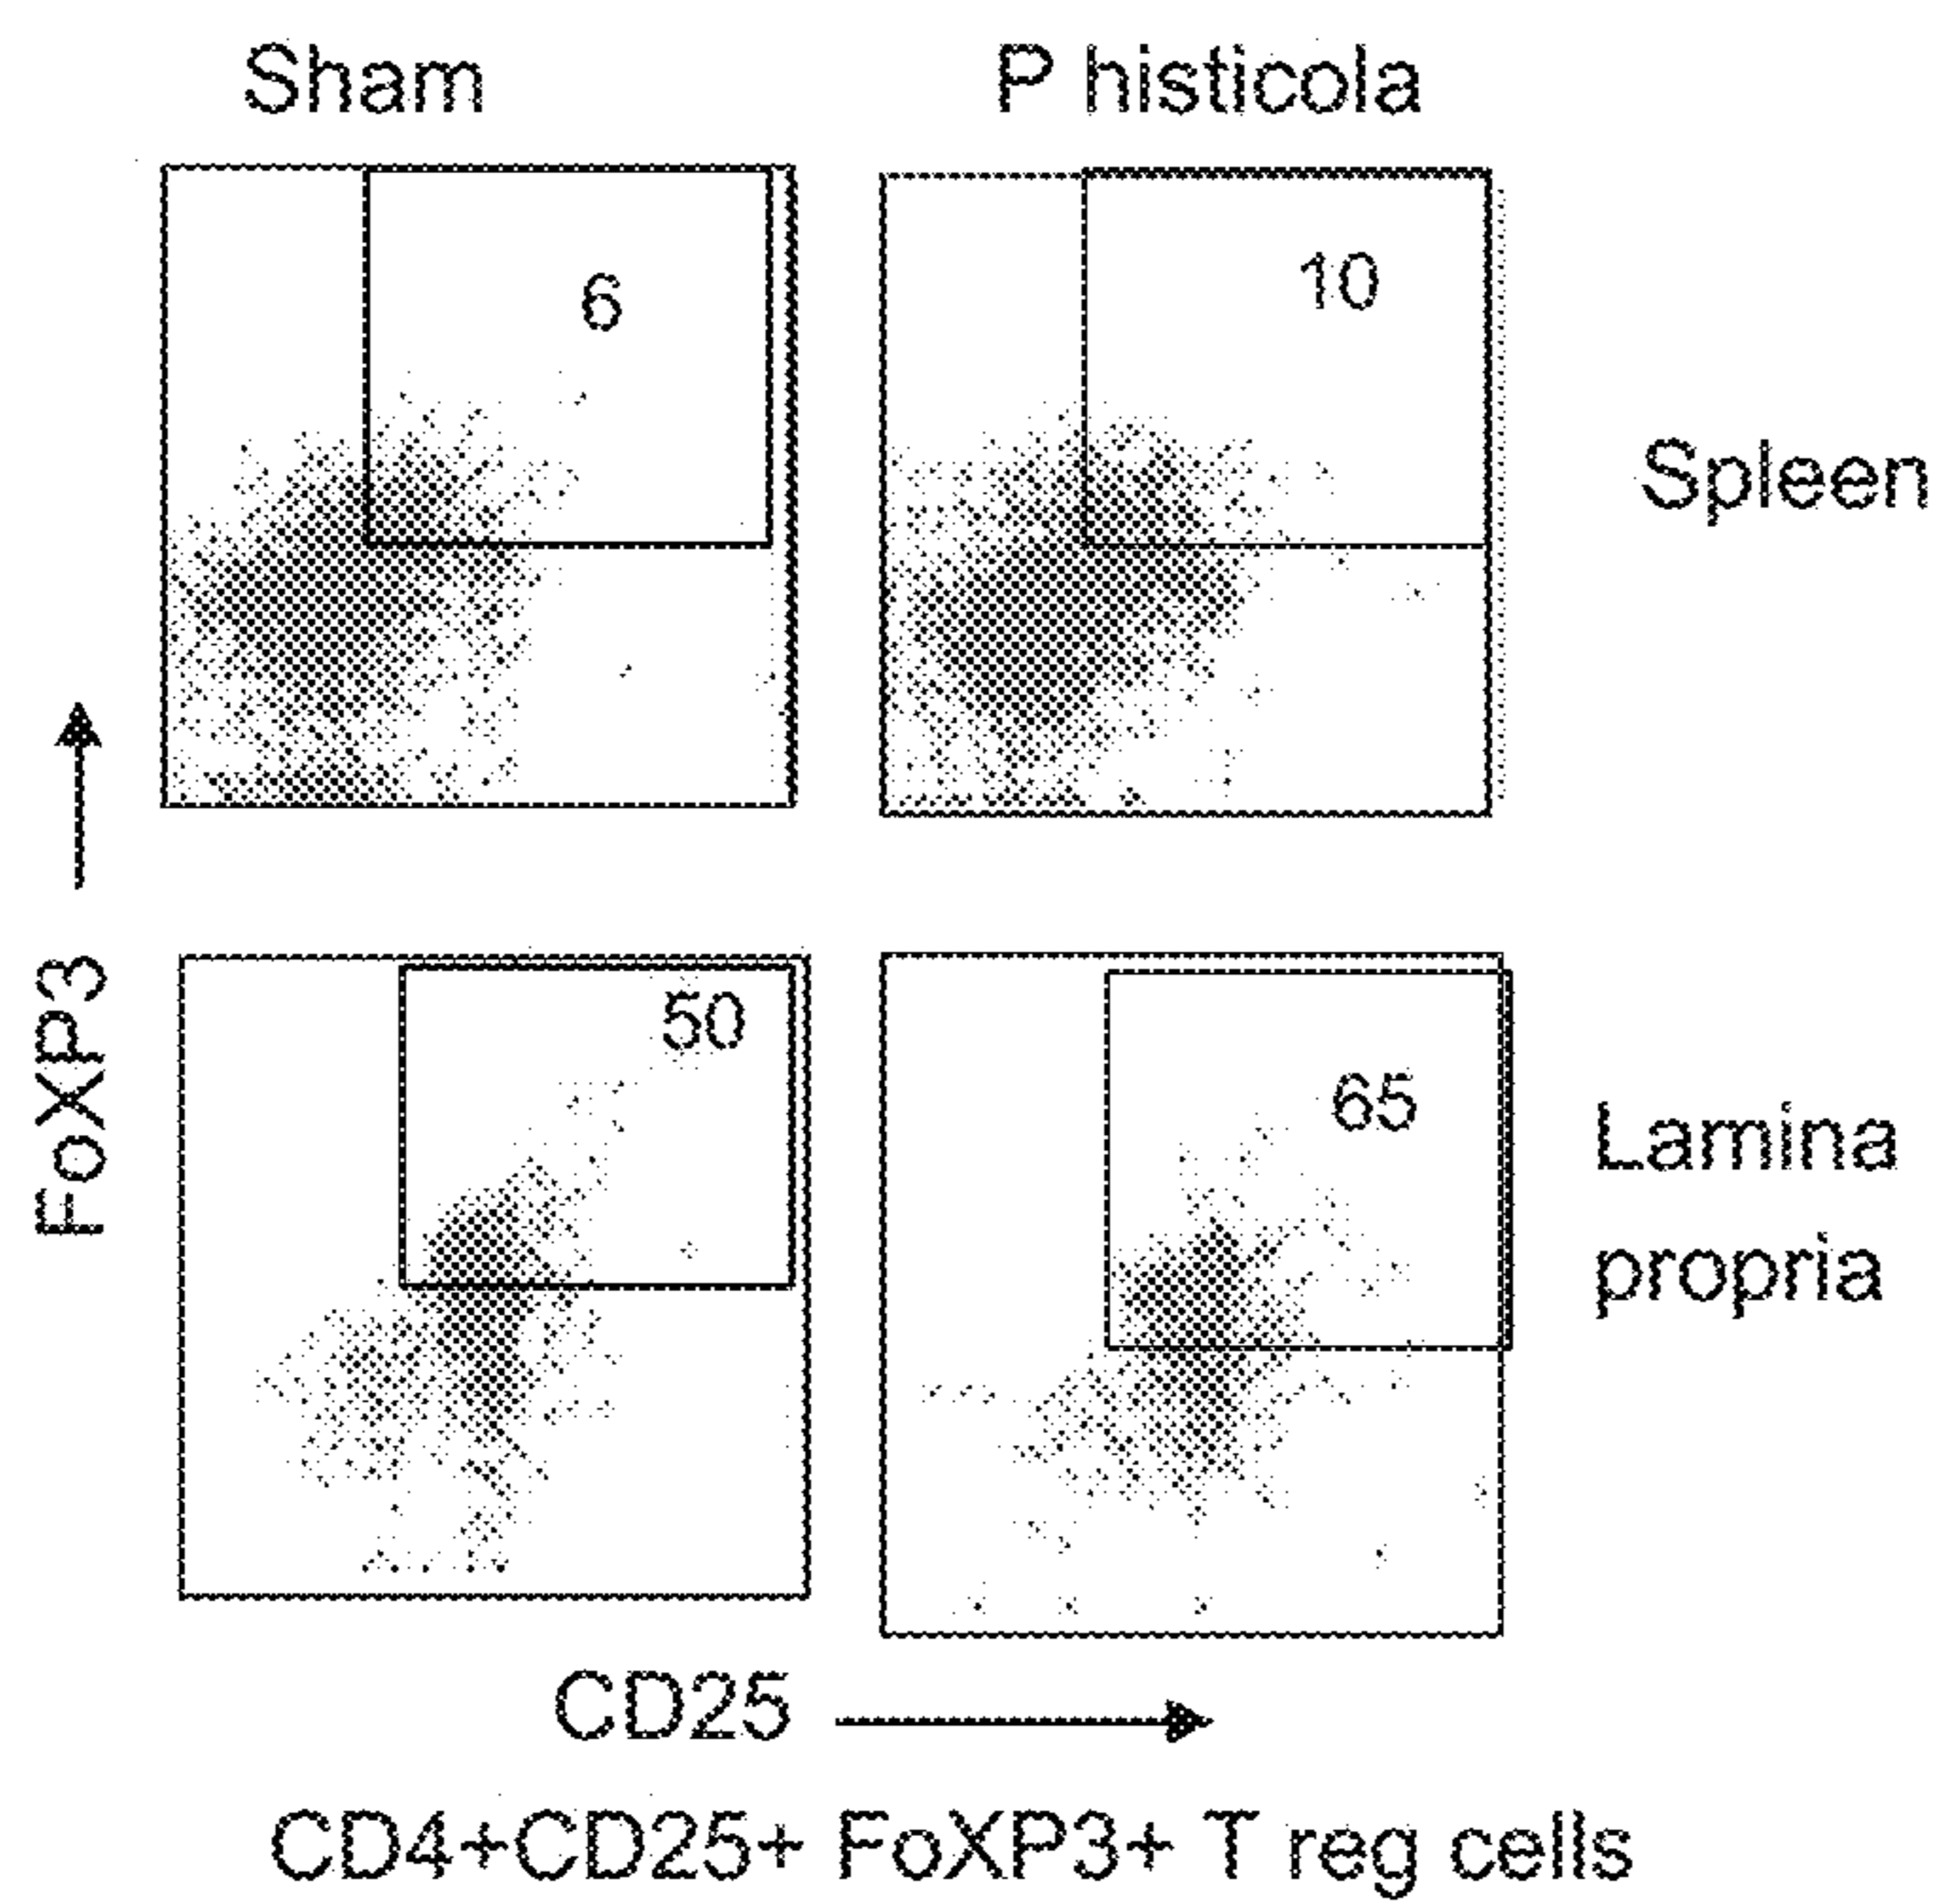 Sham
P histicola
6
10
Spleen
FoXP3
50
65
Lamina
propria
CD25
CD4+CD25+ FoXP3+ T reg cells